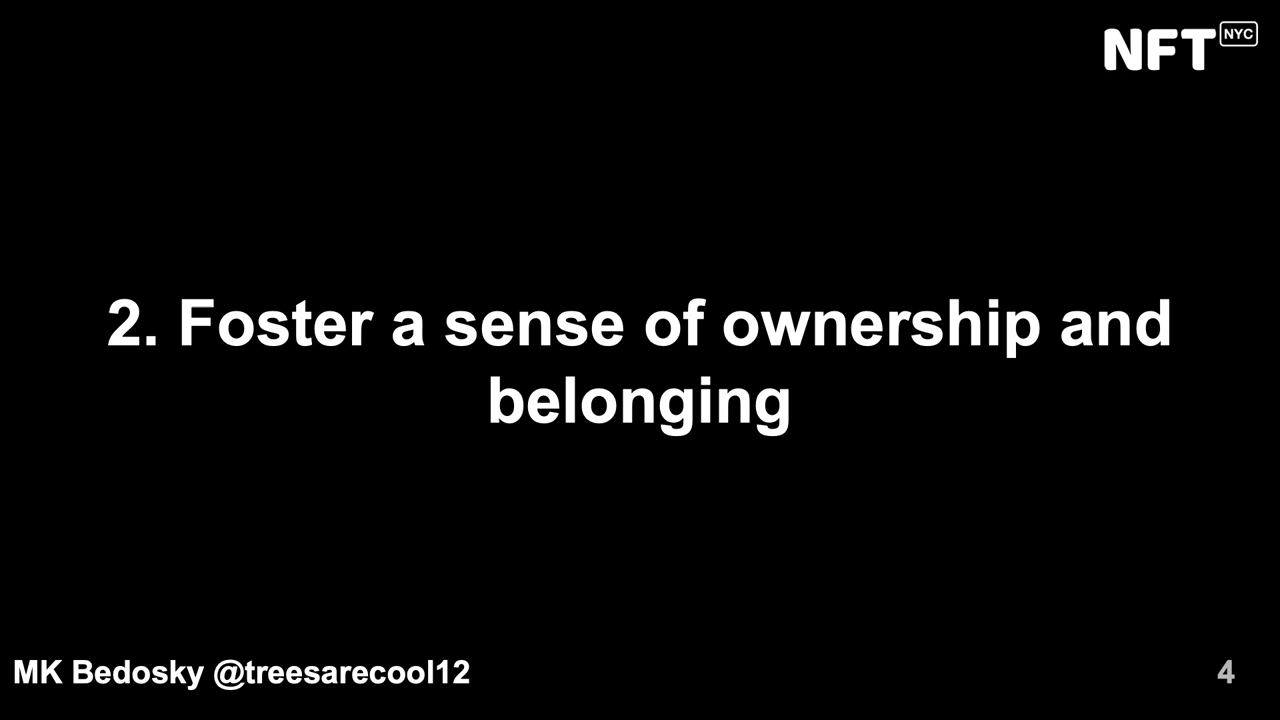 NFT NYC
2. Foster a sense of ownership and
belonging
MK Bedosky @treesarecool12
4